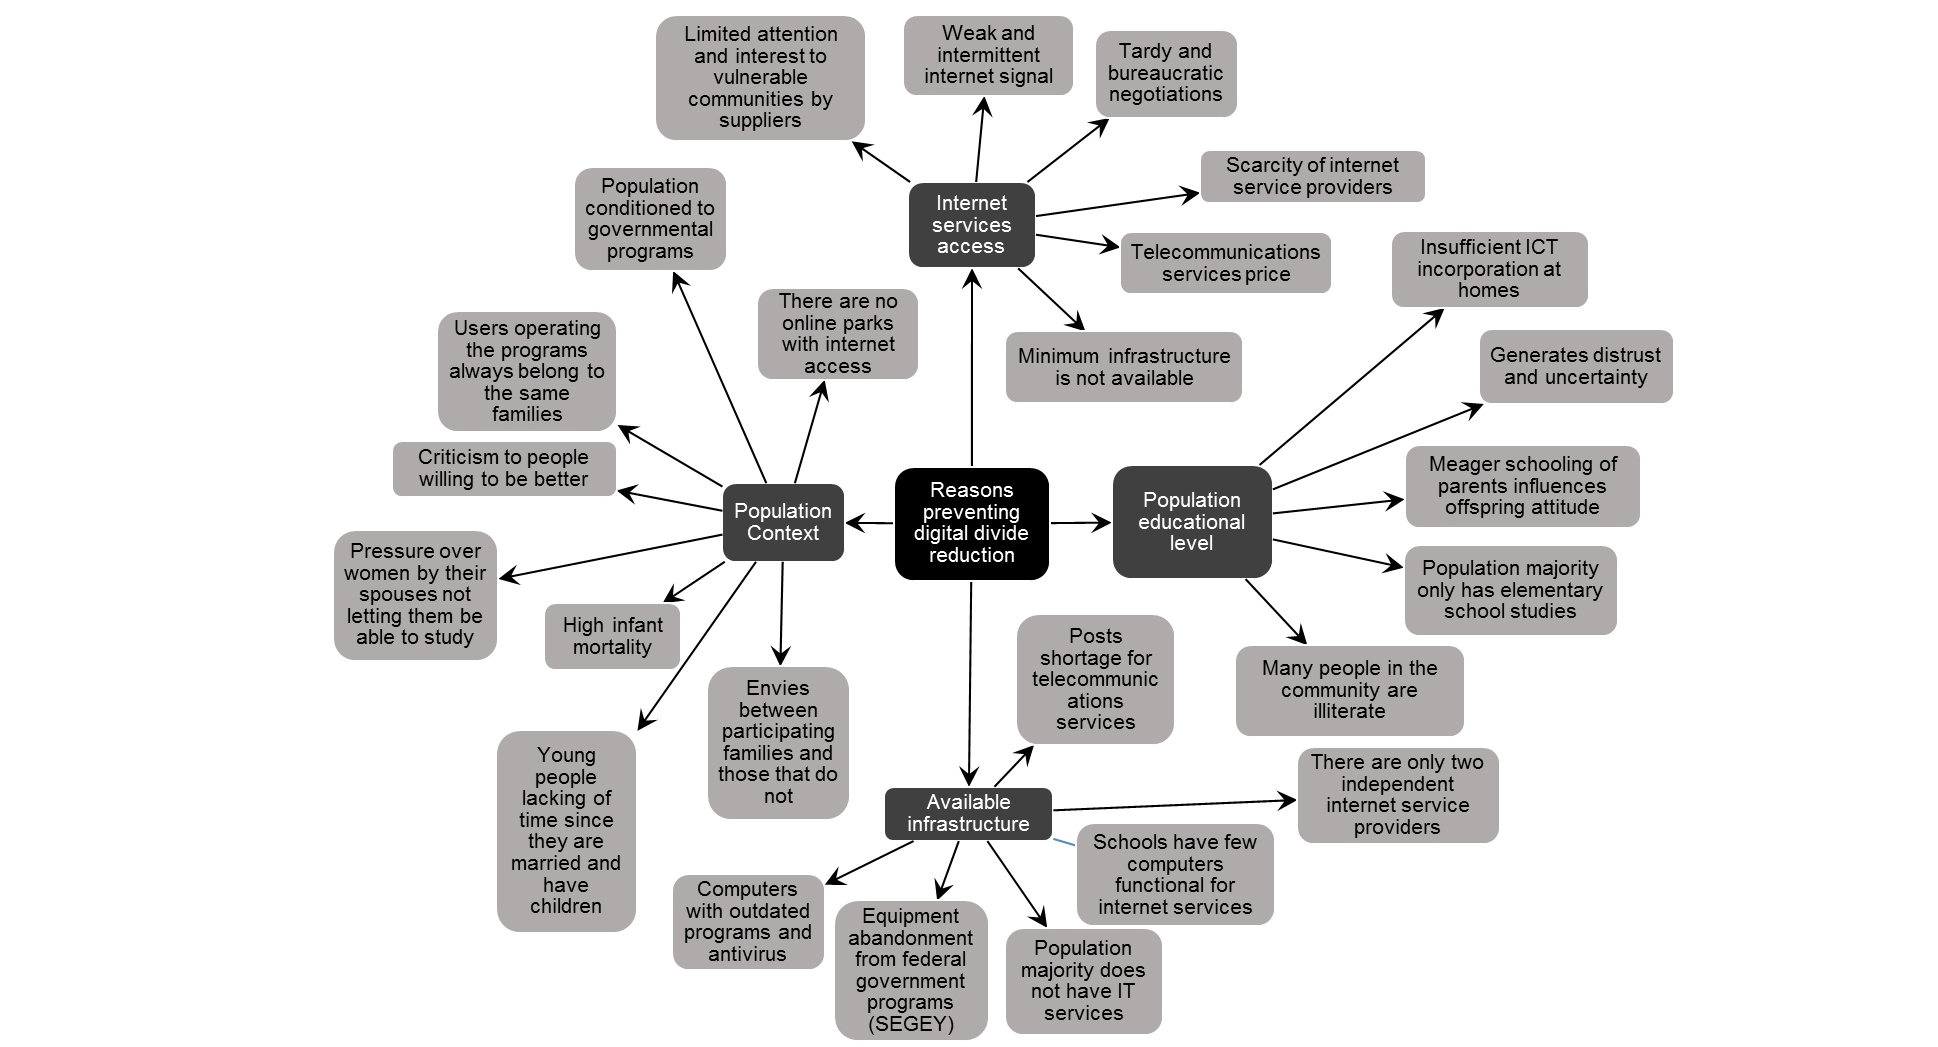 Limited attention
and interest to
vulnerable
communities by
suppliers
Weak and
intermittent
internet signal
Tardy and
bureaucratic
negotiations
Scarcity of internet
service providers
Internet
services
access
Telecommunications
services price
Minimum infrastructure
is not available
Population
conditioned to
governmental
programs
There are no
online parks
with internet
access
Users operating
the programs
always belong to
the same
families
Criticism to people
willing to be better
Population
Context
Pressure over
women by their
spouses not
letting them be
able to study
High infant
mortality
Young
people
lacking of
time since
they are
married and
have
children
Envies
between
participating
families and
those that do
not
Reasons
preventing
digital divide
reduction
Population
educational
level
Insufficient ICT
incorporation at
homes
Generates distrust
and uncertainty
Meager schooling of
parents influences
offspring attitude
Population majority
only has elementary
school studies
Many people in the
community are
illiterate
Posts
shortage for
telecommunic
ations
services
Available
infrastructure
There are only two
independent
internet service
providers
Schools have few
computers
functional for
internet services
Computers
with outdated
programs and
antivirus
Equipment
abandonment
from federal
government
programs
(SEGEY)
Population
majority does
not have IT
services